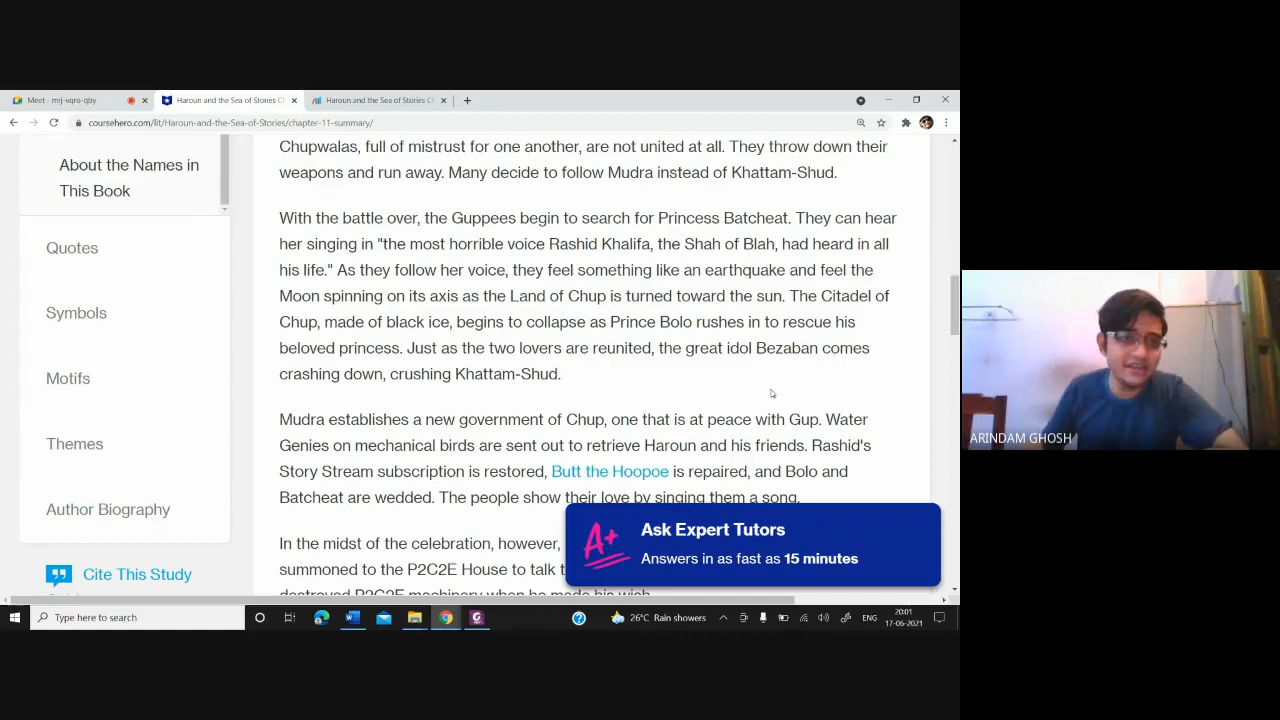 Meet - mrj-vqro-qby
Haroun and the Sea of Stories Ch
Haroun and the Sea of Stories Ch
coursehero.com/lit/Haroun-and-the-Sea-of-Stories/chapter-11-summary/
About the Names in
This Book
Quotes
Symbols
Motifs
Themes
Author Biography
Cite This Study
Chupwalas, full of mistrust for one another, are not united at all. They throw down their
weapons and run away. Many decide to follow Mudra instead of Khattam-Shud.
With the battle over, the Guppees begin to search for Princess Batcheat. They can hear
her singing in "the most horrible voice Rashid Khalifa, the Shah of Blah, had heard in all
his life." As they follow her voice, they feel something like an earthquake and feel the
Moon spinning on its axis as the Land of Chup is turned toward the sun. The Citadel of
Chup, made of black ice, begins to collapse as Prince Bolo rushes in to rescue his
beloved princess. Just as the two lovers are reunited, the great idol Bezaban comes
crashing down, crushing Khattam-Shud.
Mudra establishes a new government of Chup, one that is at peace with Gup. Water
Genies on mechanical birds are sent out to retrieve Haroun and his friends. Rashid's
Story Stream subscription is restored, Butt the Hoopoe is repaired, and Bolo and
Batcheat are wedded. The people show their love by singing them a song.
In the midst of the celebration, however,
summoned to the P2C2E House to talk t
destroyed P2C2E machinery when he made his wish.
A+
Ask Expert Tutors
Answers in as fast as 15 minutes
Type here to search
26°C Rain showers
ENG
20:01
17-06-2021
ARINDAM GHOSH